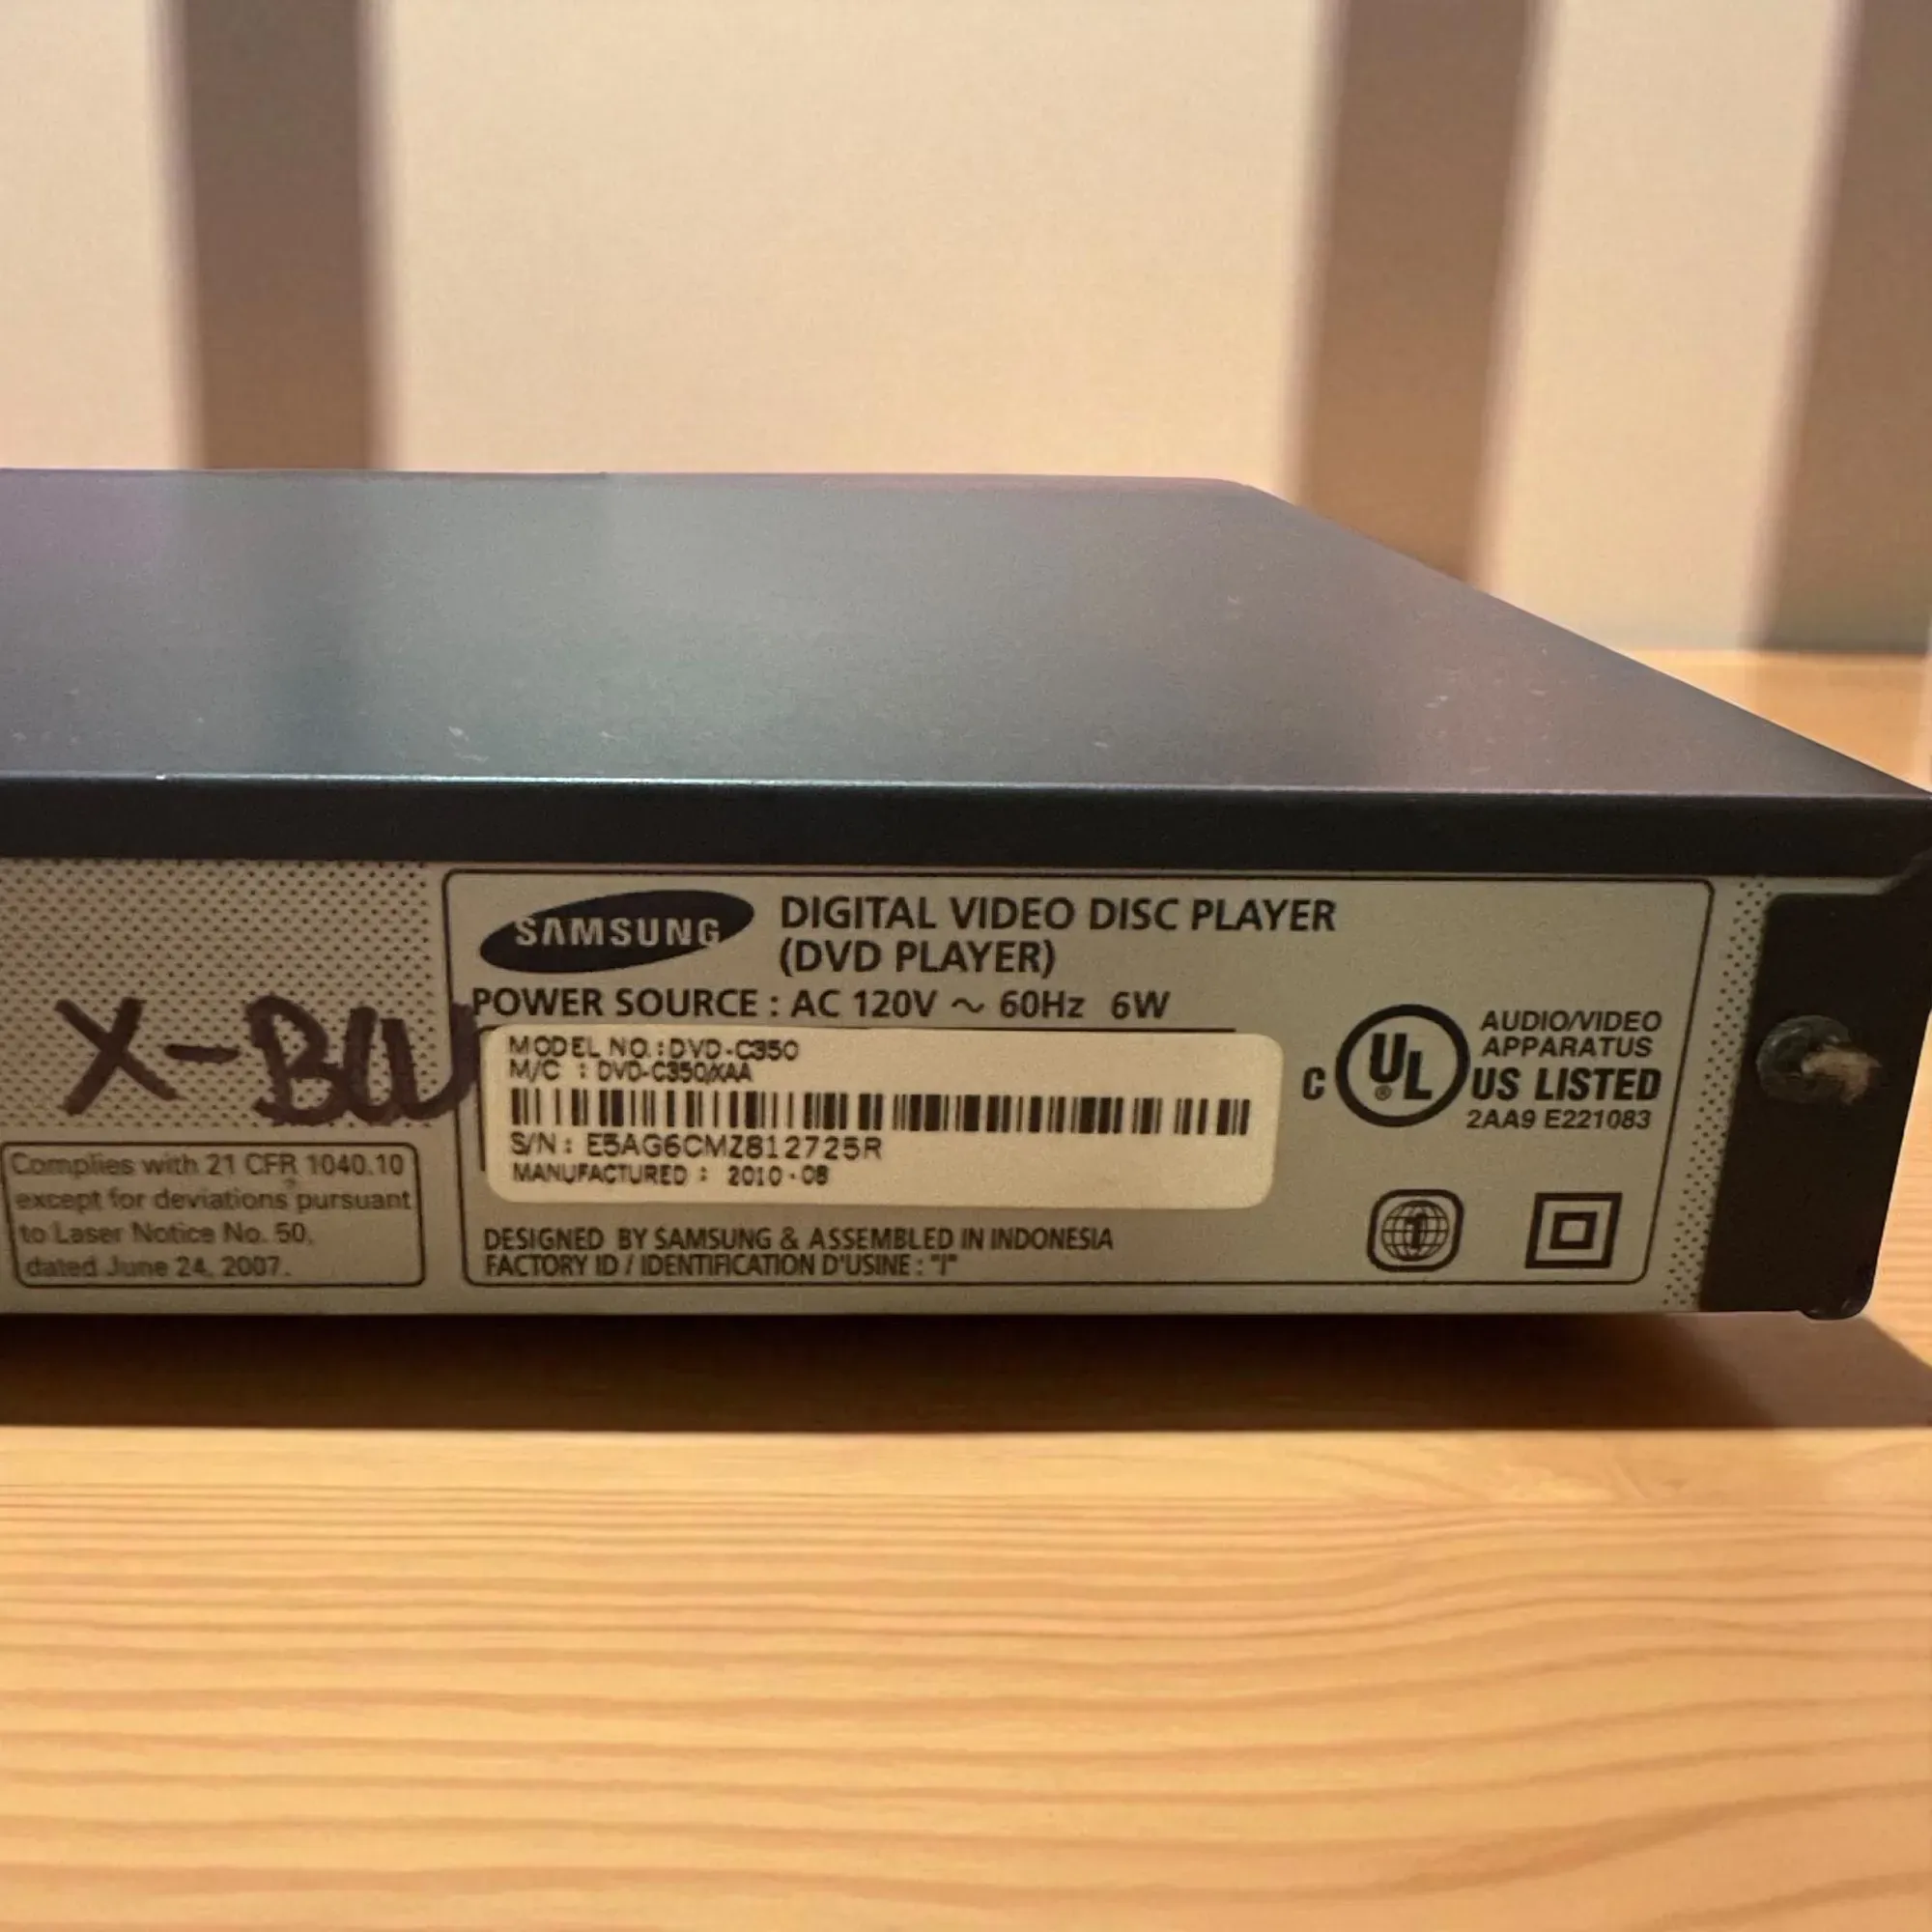 SAMSUNG
DIGITAL VIDEO DISC PLAYER
(DVD PLAYER)
POWER SOURCE : AC 120V ~ 60Hz 6W
MODEL NO.: DVD-C350
M/C : DVD-C350/XAA
S/N : E5AG6CMZ812725R
MANUFACTURED : 2010 - 08
DESIGNED BY SAMSUNG & ASSEMBLED IN INDONESIA
FACTORY ID / IDENTIFICATION D'USINE : "I"
C UL ® US LISTED
AUDIO/VIDEO
APPARATUS
2AA9 E221083
1
Complies with 21 CFR 1040.10
except for deviations pursuant
to Laser Notice No. 50,
dated June 24, 2007.